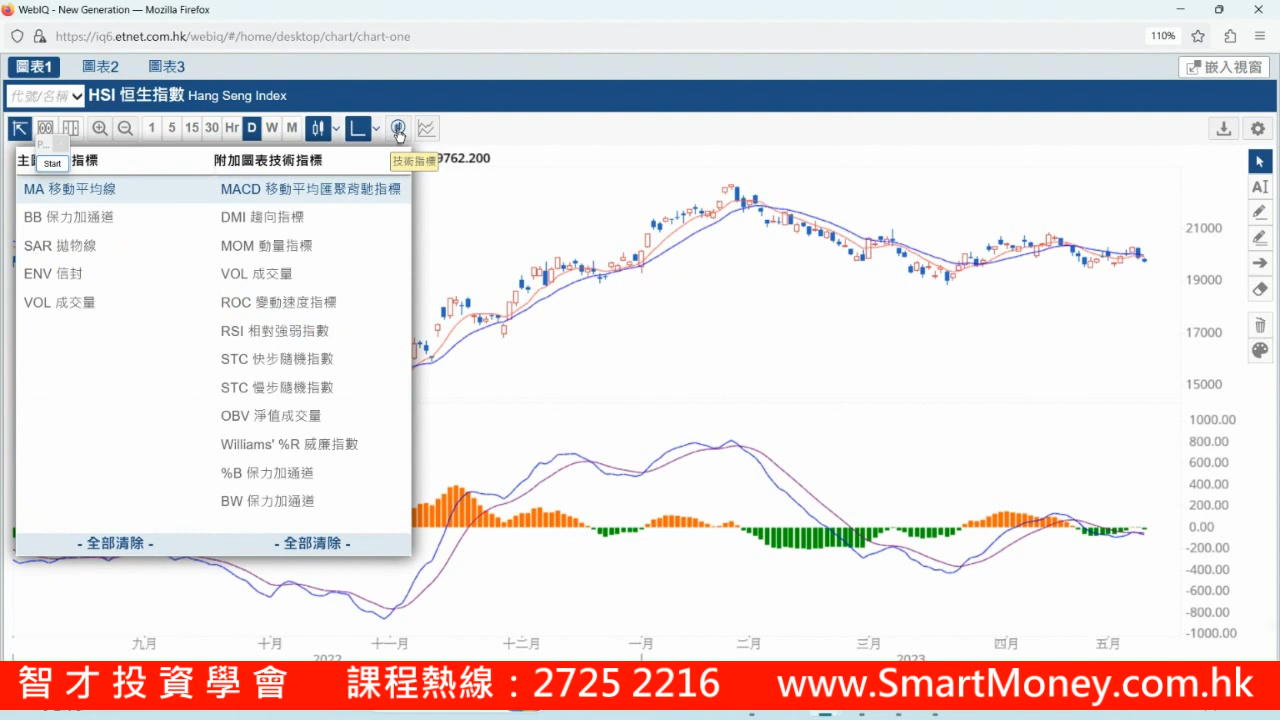 WebIQ - New Generation — Mozilla Firefox
https://iq6.etnet.com.hk/webiq/#/home/desktop/chart/chart-one
110%
圖表1 圖表2 圖表3
嵌入視窗
代號/名稱 HSI 恒生指數 Hang Seng Index
1 5 15 30 Hr D W M
P...
Start
指標
附加圖表技術指標
技術指標
9762.200
MA 移動平均線
BB 保力加通道
SAR 拋物線
ENV 信封
VOL 成交量
- 全部清除 -
MACD 移動平均匯聚背馳指標
DMI 趨向指標
MOM 動量指標
VOL 成交量
ROC 變動速度指標
RSI 相對強弱指數
STC 快步隨機指數
STC 慢步隨機指數
OBV 淨值成交量
Williams' %R 威廉指數
%B 保力加通道
BW 保力加通道
- 全部清除 -
AI
21000
19000
17000
15000
1000.00
800.00
600.00
400.00
200.00
0.00
-200.00
-400.00
-600.00
-800.00
-1000.00
九月 十月 十一月 十二月 一月 二月 三月 四月 五月
2022 2023
智才投資學會 課程熱線：2725 2216 www.SmartMoney.com.hk